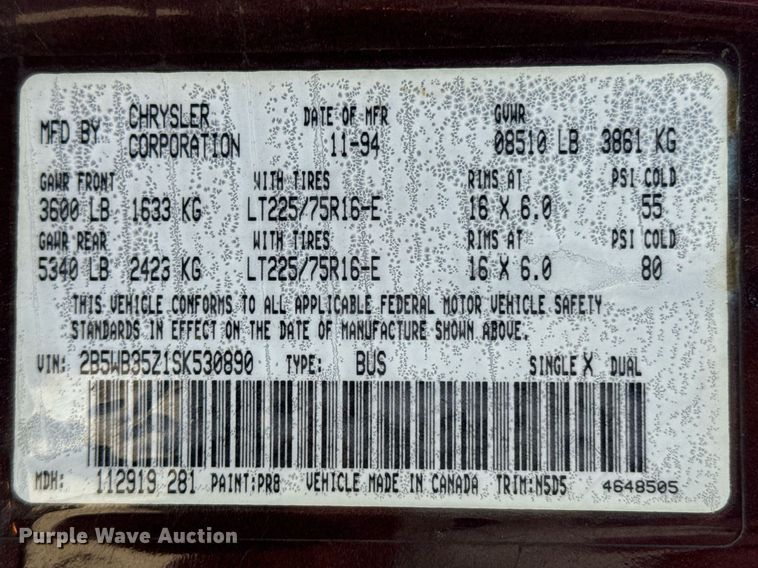 MFD BY CHRYSLER CORPORATION DATE OF MFR 11-94 GVWR 08510 LB 3861 KG
GAWR FRONT WITH TIRES RIMS AT PSI COLD
3600 LB 1633 KG LT225/75R16-E 16 X 6.0 55
GAWR REAR WITH TIRES RIMS AT PSI COLD
5340 LB 2423 KG LT225/75R16-E 16 X 6.0 80
THIS VEHICLE CONFORMS TO ALL APPLICABLE FEDERAL MOTOR VEHICLE SAFETY
STANDARDS IN EFFECT ON THE DATE OF MANUFACTURE SHOWN ABOVE.
VIN: 2B5WB35Z1SK530890 TYPE: BUS SINGLE X DUAL
MDH: 112919 281 PAINT:PR8 VEHICLE MADE IN CANADA TRIM:N5D5 4648505
Purple Wave Auction